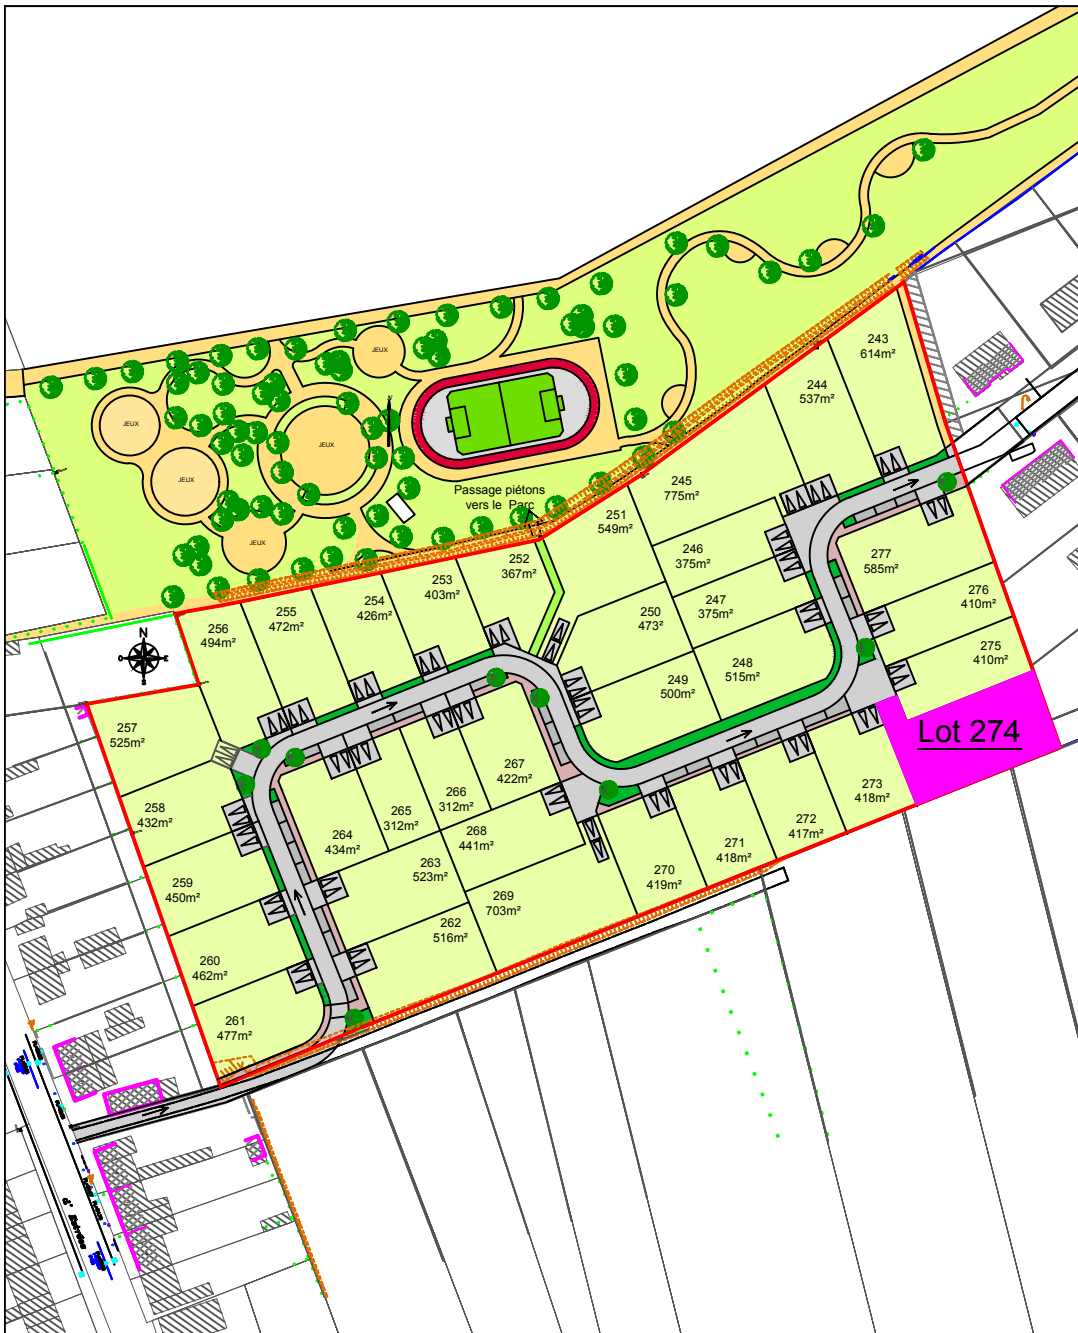 JEUX
JEUX
JEUX
JEUX
JEUX
Passage piétons
vers le Parc
N
E
S
O
243
614m²
244
537m²
245
775m²
246
375m²
247
375m²
248
515m²
249
500m²
250
473²
251
549m²
252
367m²
253
403m²
254
426m²
255
472m²
256
494m²
257
525m²
258
432m²
259
450m²
260
462m²
261
477m²
262
516m²
263
523m²
264
434m²
265
312m²
266
312m²
267
422m²
268
441m²
269
703m²
270
419m²
271
418m²
272
417m²
273
418m²
Lot 274
275
410m²
276
410m²
277
585m²